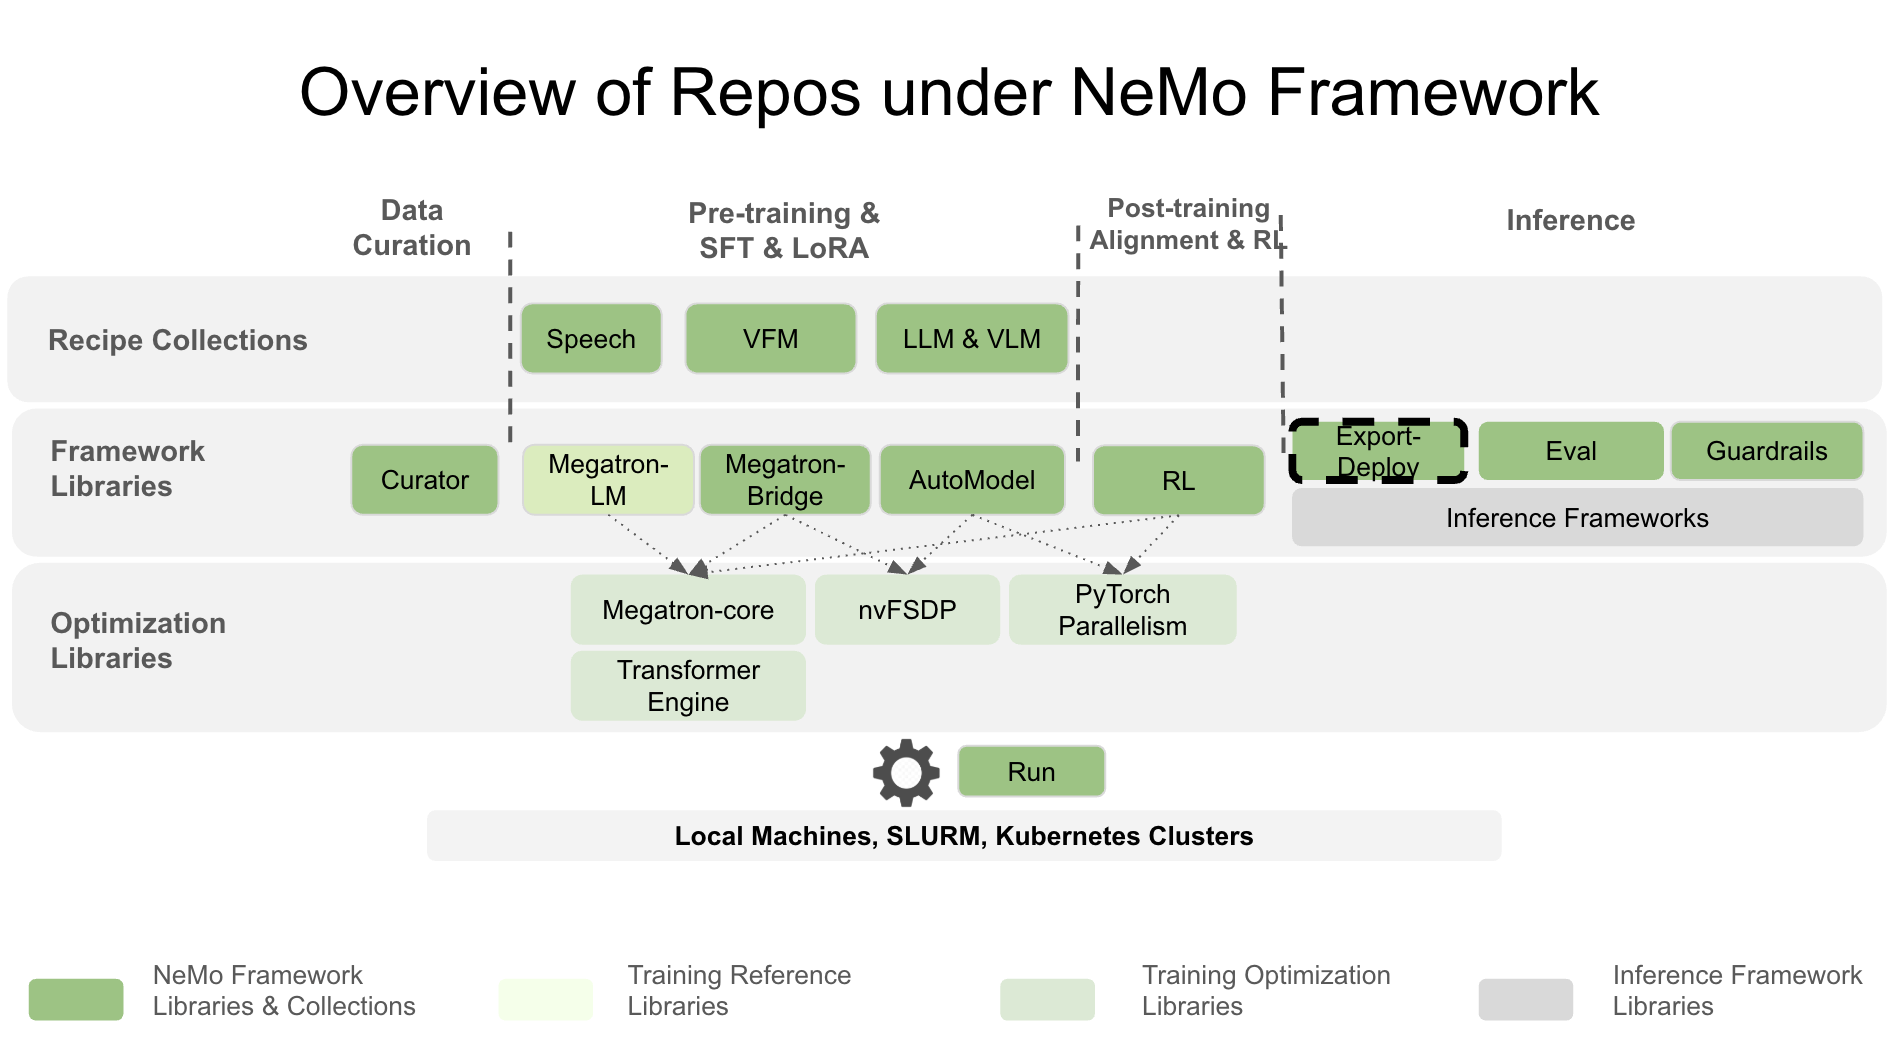 Overview of Repos under NeMo Framework
Data
Curation
Pre-training &
SFT & LoRA
Post-training
Alignment & RL
Inference
Recipe Collections
Speech
VFM
LLM & VLM
Framework
Libraries
Curator
Megatron-
LM
Megatron-
Bridge
AutoModel
RL
Export-
Deploy
Eval
Guardrails
Inference Frameworks
Optimization
Libraries
Megatron-core
nvFSDP
PyTorch
Parallelism
Transformer
Engine
Run
Local Machines, SLURM, Kubernetes Clusters
NeMo Framework
Libraries & Collections
Training Reference
Libraries
Training Optimization
Libraries
Inference Framework
Libraries